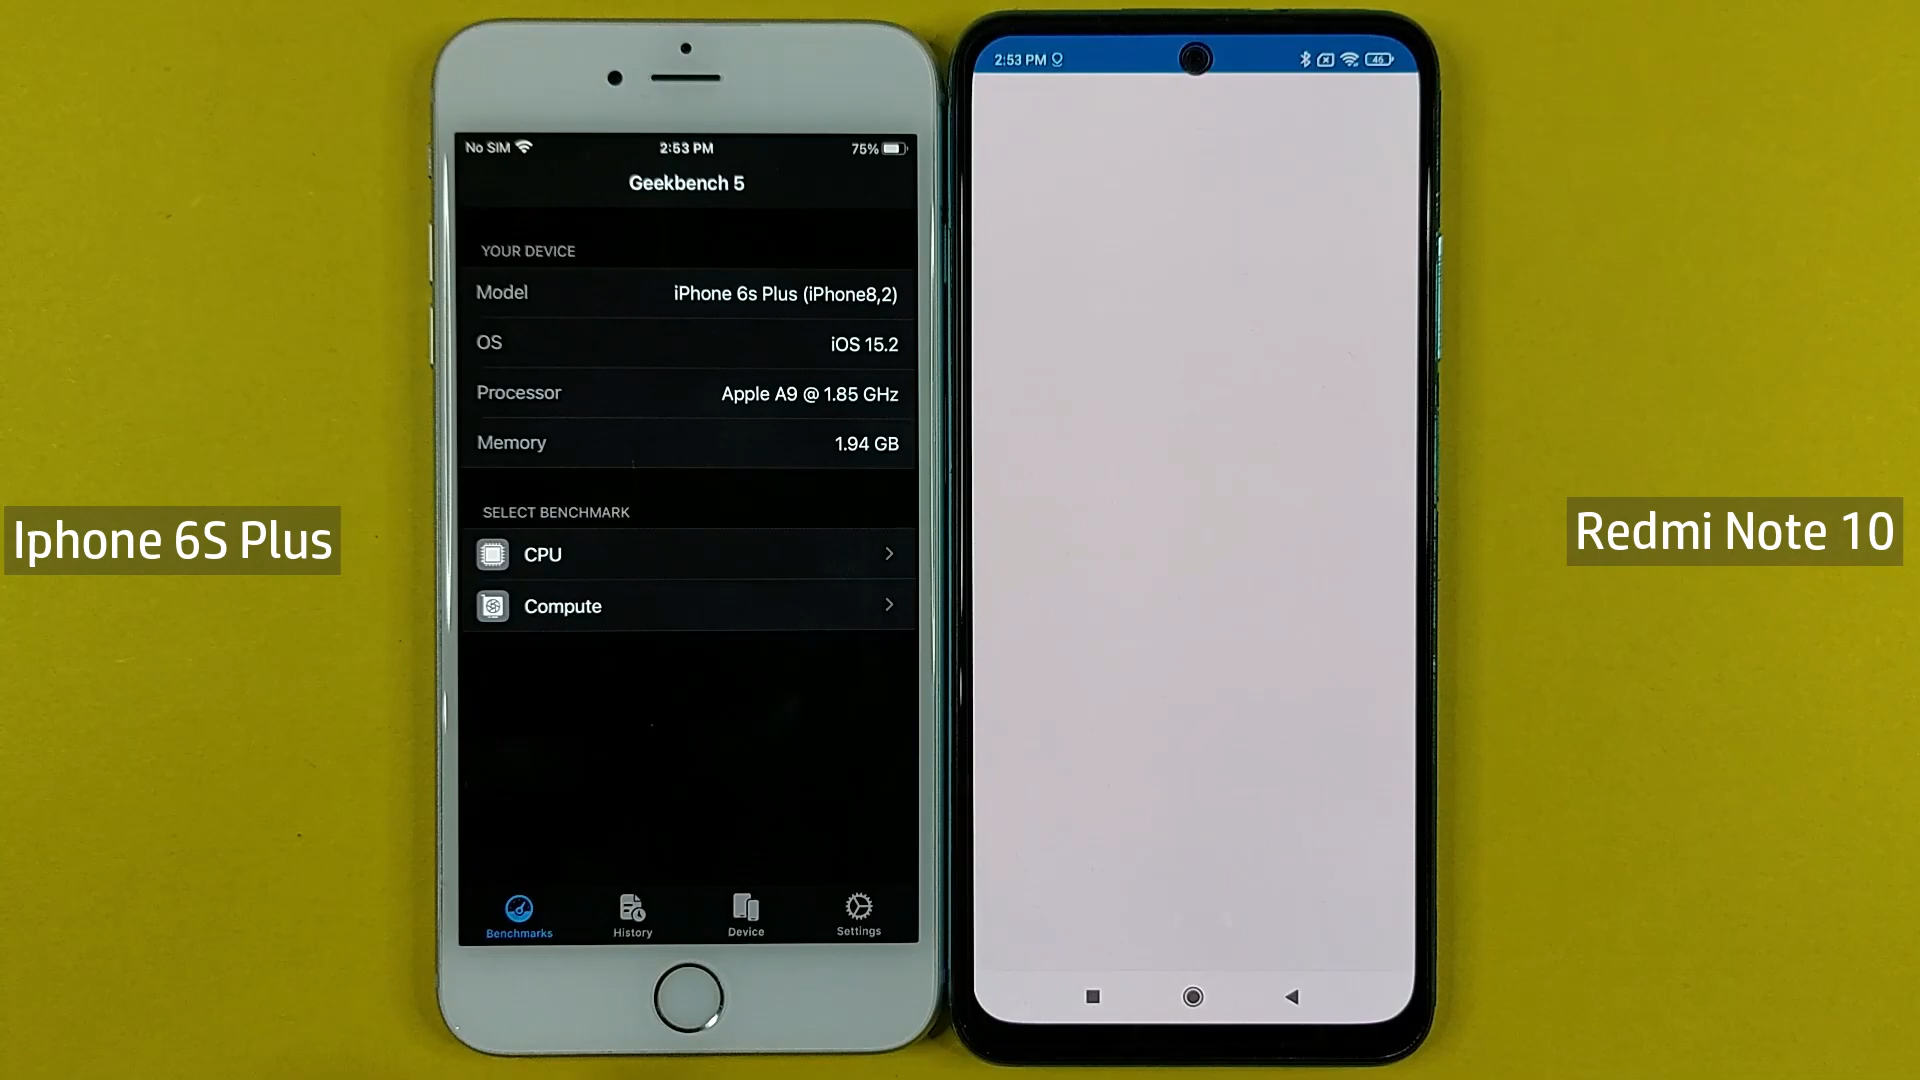 No SIM 2:53 PM 75%
Geekbench 5
YOUR DEVICE
Model iPhone 6s Plus (iPhone8,2)
OS iOS 15.2
Processor Apple A9 @ 1.85 GHz
Memory 1.94 GB
SELECT BENCHMARK
CPU
Compute
Benchmarks History Device Settings
2:53 PM 46
Iphone 6S Plus
Redmi Note 10